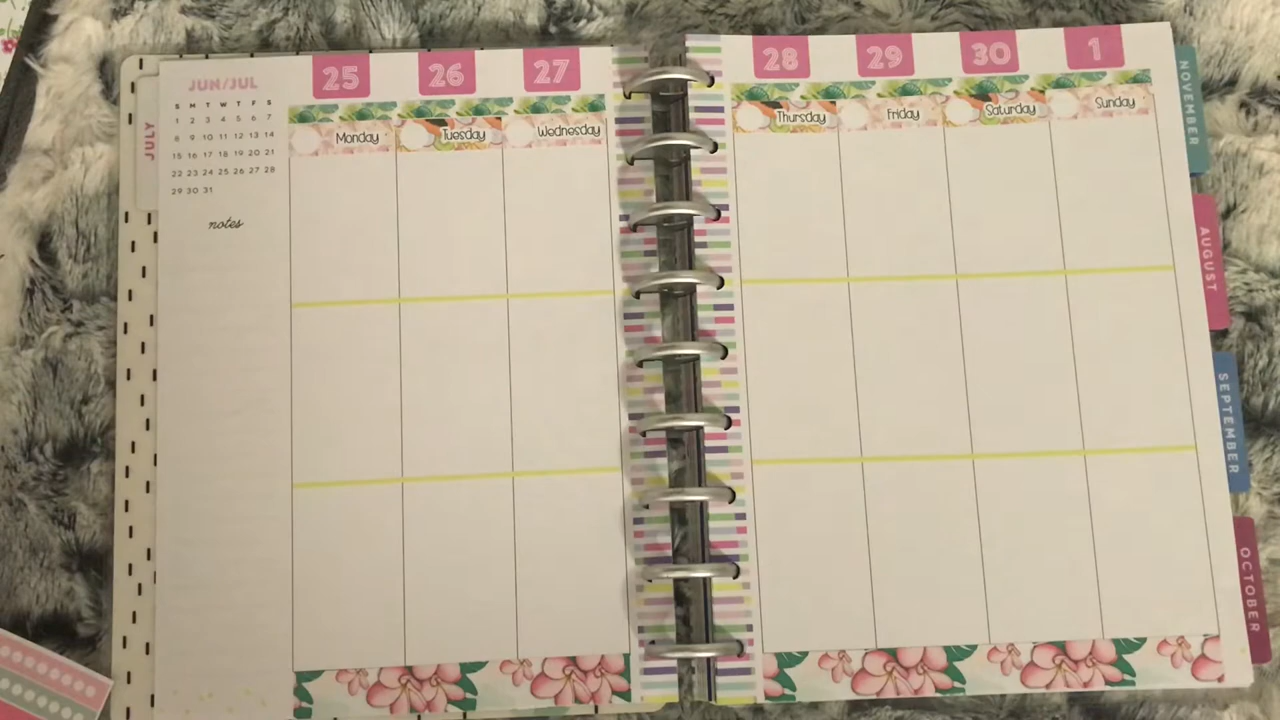 JUN/JUL
S M T W T F S
1 2 3 4 5 6 7
8 9 10 11 12 13 14
15 16 17 18 19 20 21
22 23 24 25 26 27 28
29 30 31
notes
JULY
25 26 27
Monday Tuesday Wednesday
28 29 30 1
Thursday Friday Saturday Sunday
NOVEMBER
AUGUST
SEPTEMBER
OCTOBER